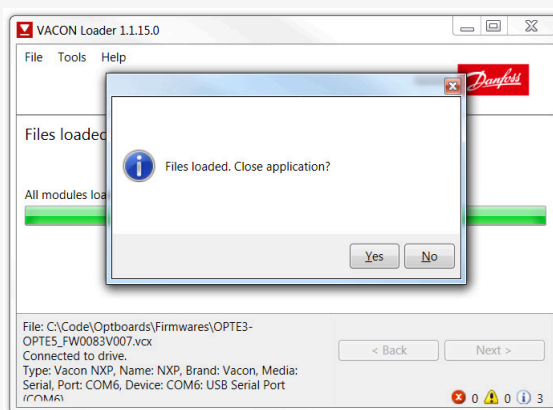 VACON Loader 1.1.15.0
File Tools Help
Danfoss
Files loaded
Files loaded. Close application?
All modules loa
Yes No
File: C:\Code\Optboards\Firmwares\OPTE3-
OPTE5_FW0083V007.vcx
Connected to drive.
Type: Vacon NXP, Name: NXP, Brand: Vacon, Media:
Serial, Port: COM6, Device: COM6: USB Serial Port
(COM6)
< Back Next >
0 0 3